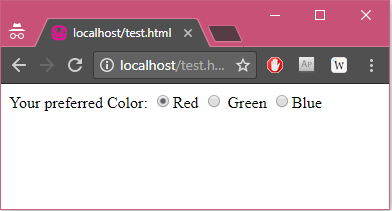 localhost/test.html
localhost/test.h...
AP
W
Your preferred Color: Red Green Blue